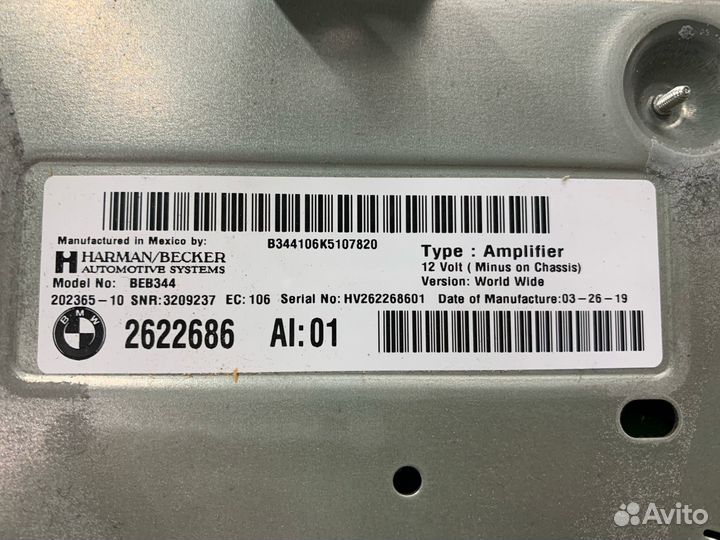 Manufactured in Mexico by:
B344106K5107820
HARMAN/BECKER
AUTOMOTIVE SYSTEMS
Type : Amplifier
12 Volt ( Minus on Chassis)
Version: World Wide
Model No: BEB344
202365-10 SNR:3209237 EC: 106 Serial No: HV262268601 Date of Manufacture:03-26-19
BMW
2622686 AI:01
Avito